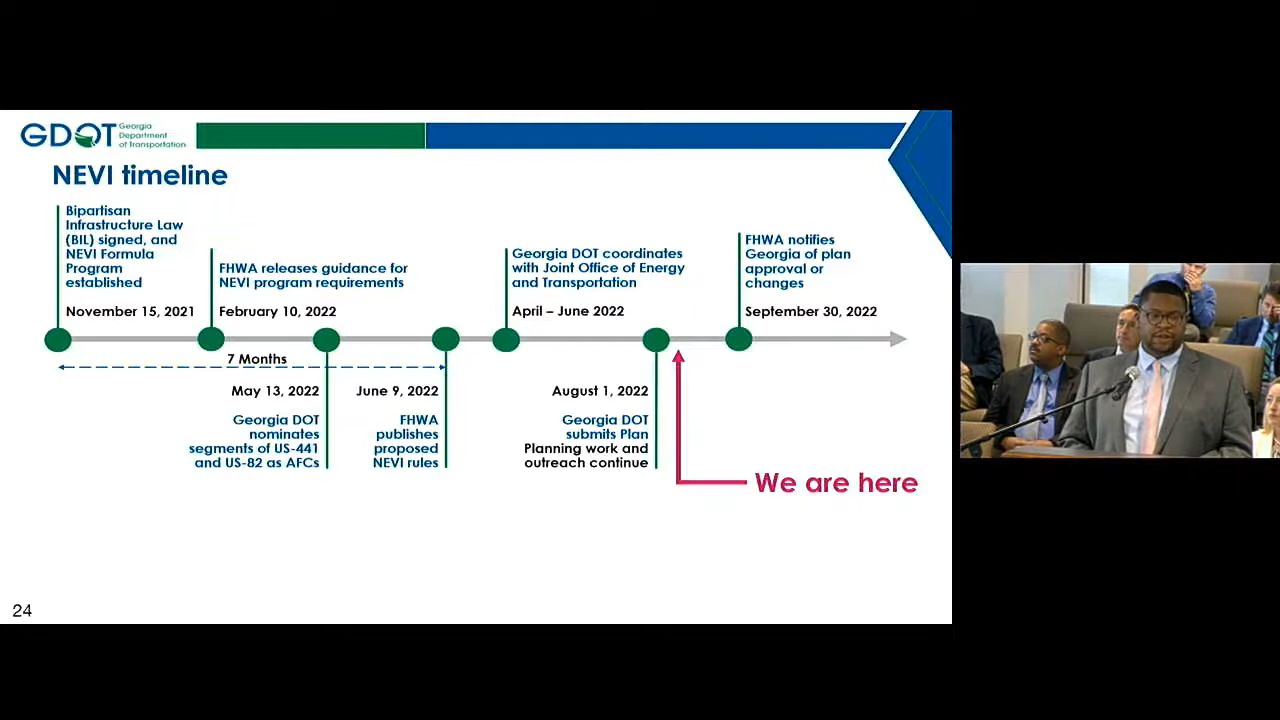 GDOT
Georgia
Department
of Transportation
NEVI timeline
Bipartisan
Infrastructure Law
(BIL) signed, and
NEVI Formula
Program
established
November 15, 2021
FHWA releases guidance for
NEVI program requirements
February 10, 2022
Georgia DOT coordinates
with Joint Office of Energy
and Transportation
April – June 2022
FHWA notifies
Georgia of plan
approval or
changes
September 30, 2022
7 Months
May 13, 2022
Georgia DOT
nominates
segments of US-441
and US-82 as AFCs
June 9, 2022
FHWA
publishes
proposed
NEVI rules
August 1, 2022
Georgia DOT
submits Plan
Planning work and
outreach continue
We are here
24